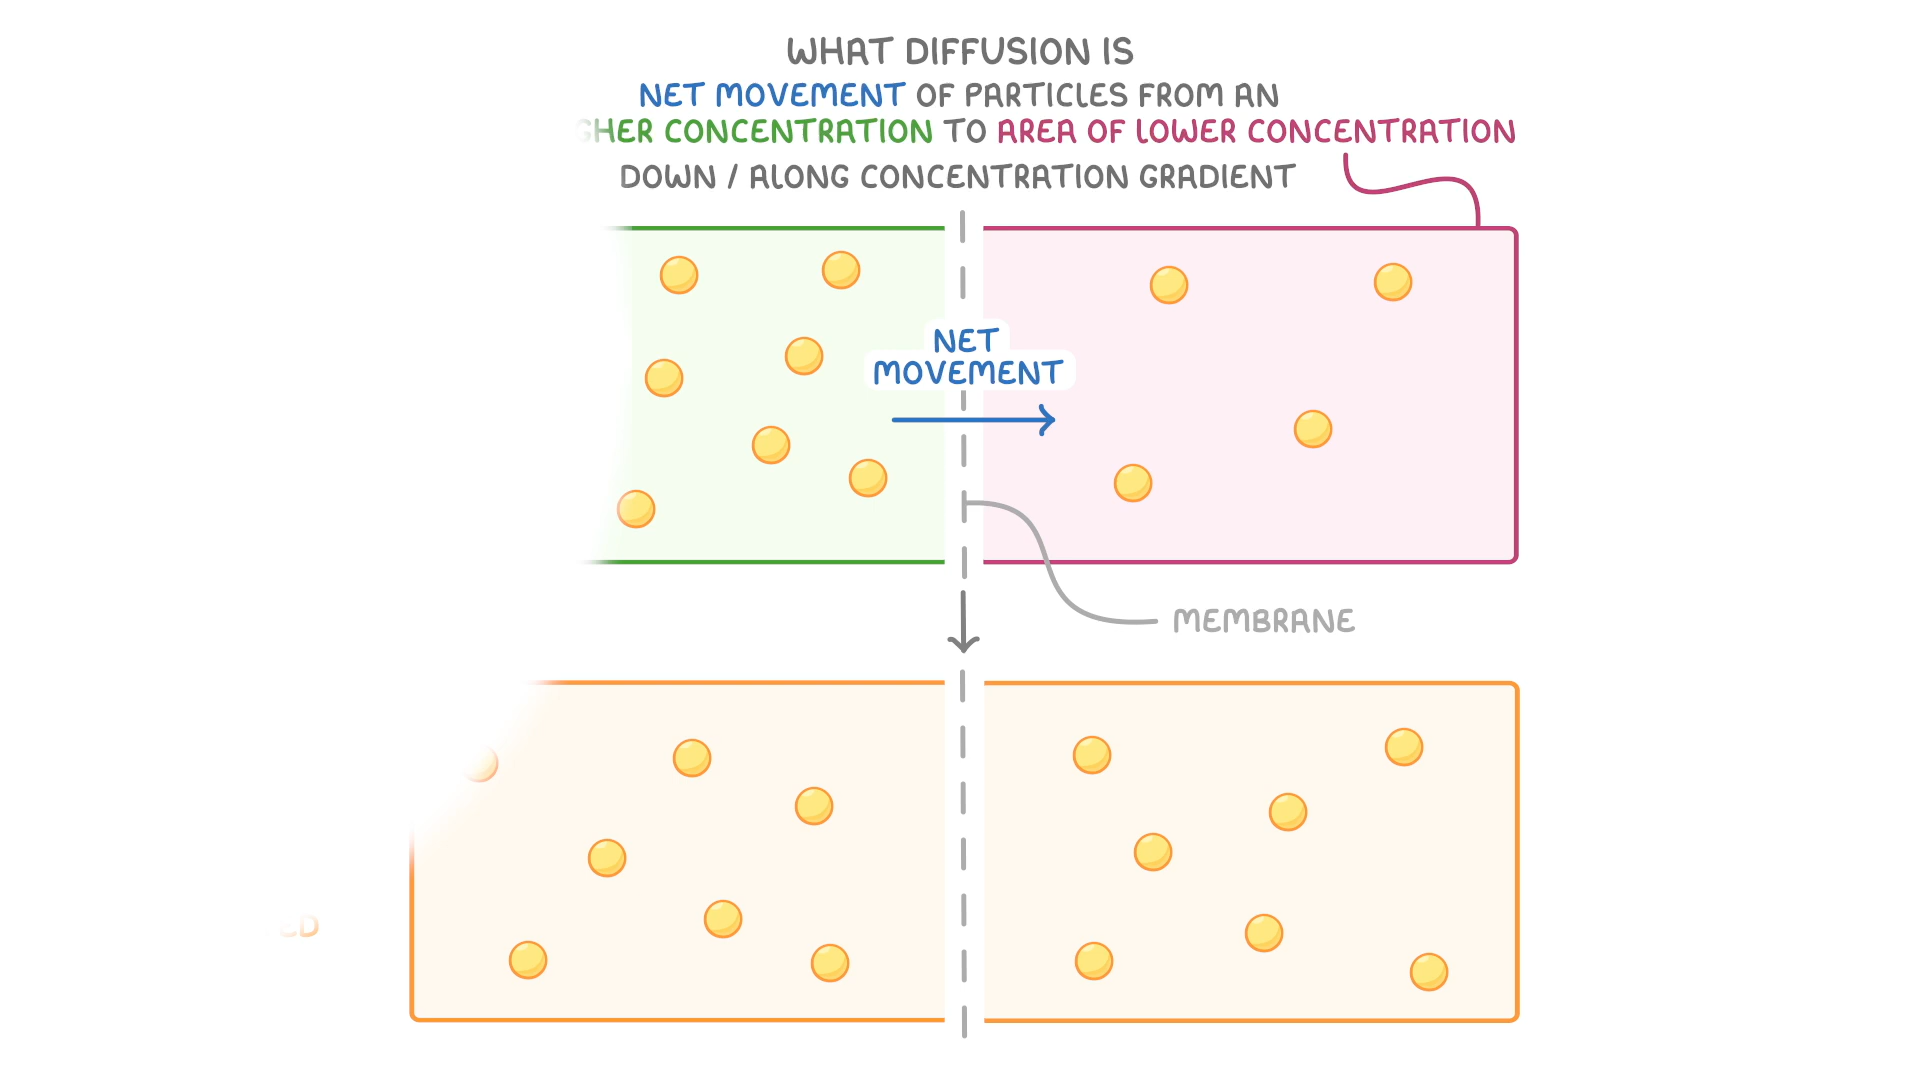 WHAT DIFFUSION IS
NET MOVEMENT OF PARTICLES FROM AN
CONCENTRATION TO AREA OF LOWER CONCENTRATION
DOWN / ALONG CONCENTRATION GRADIENT
NET
MOVEMENT
MEMBRANE